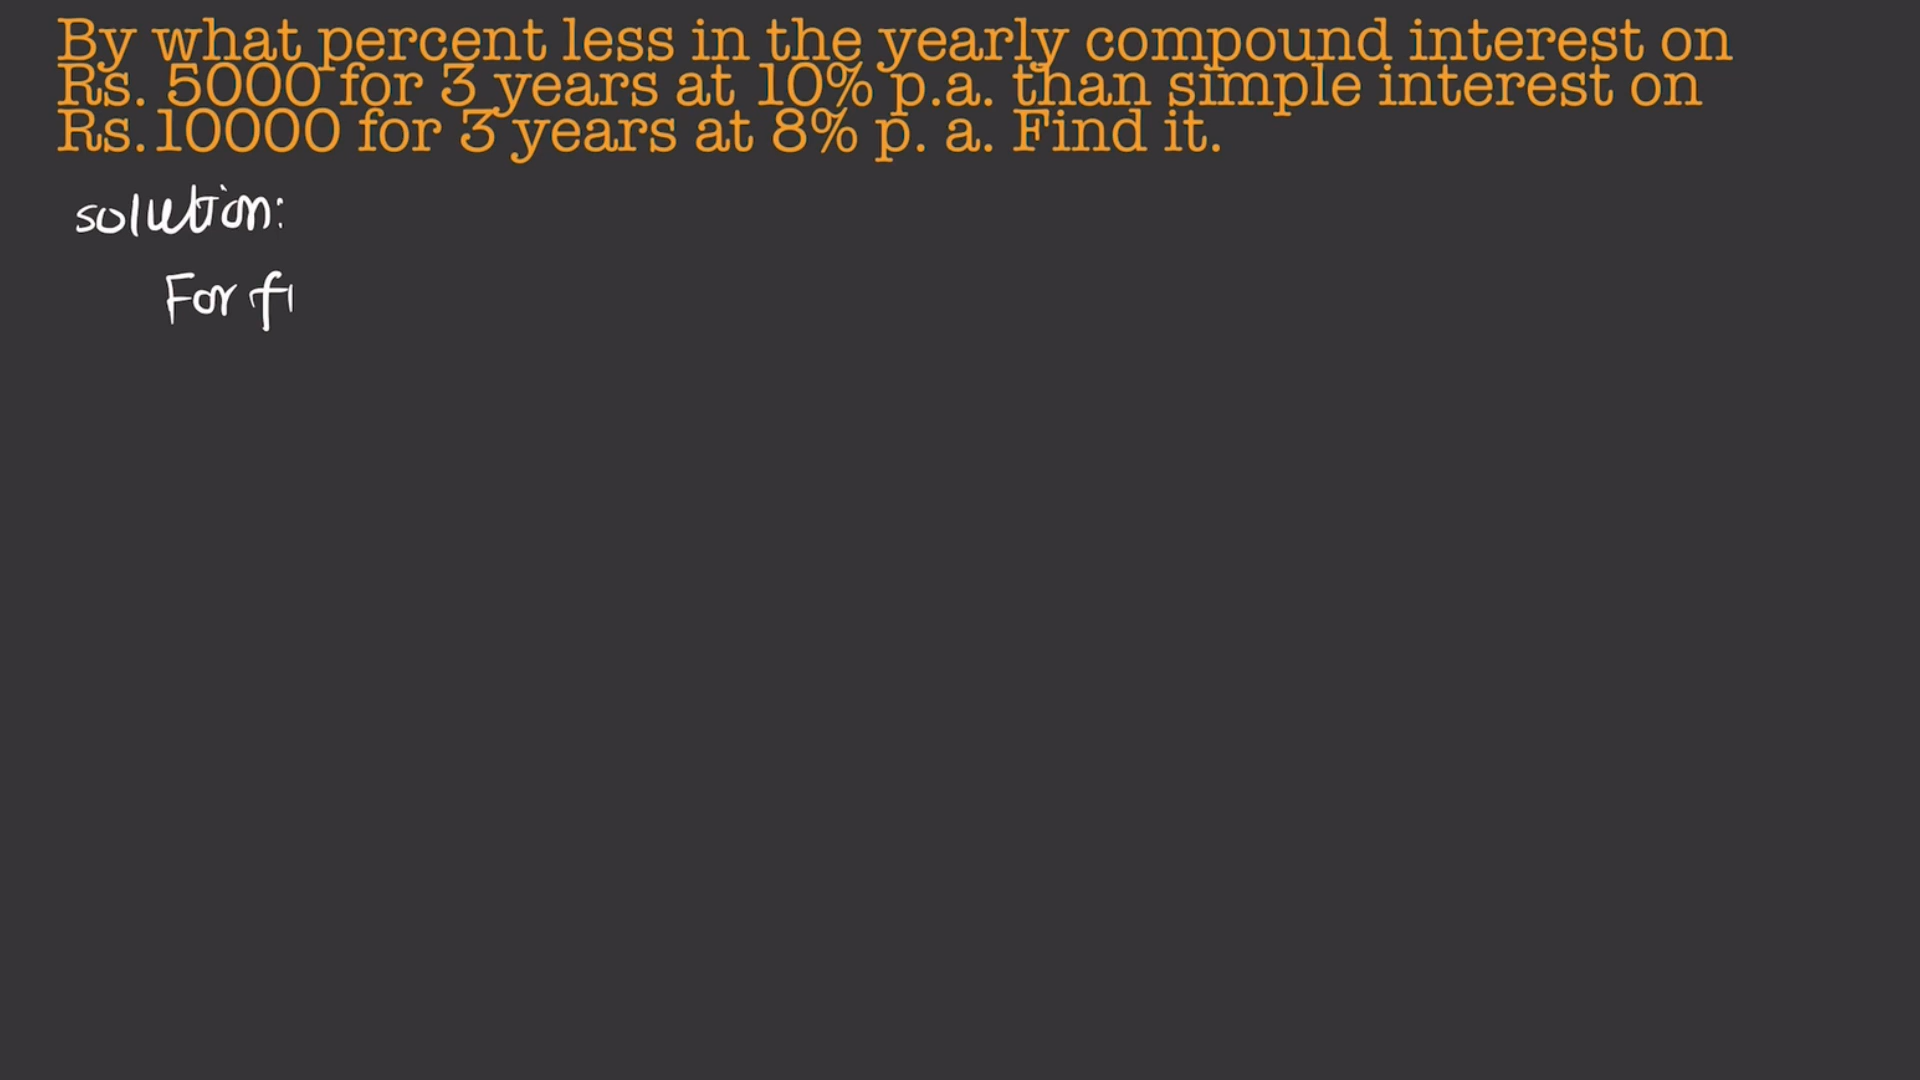 By what percent less in the yearly compound interest on
Rs. 5000 for 3 years at 10% p.a. than simple interest on
Rs.10000 for 3 years at 8% p. a. Find it.
solution:
For fi